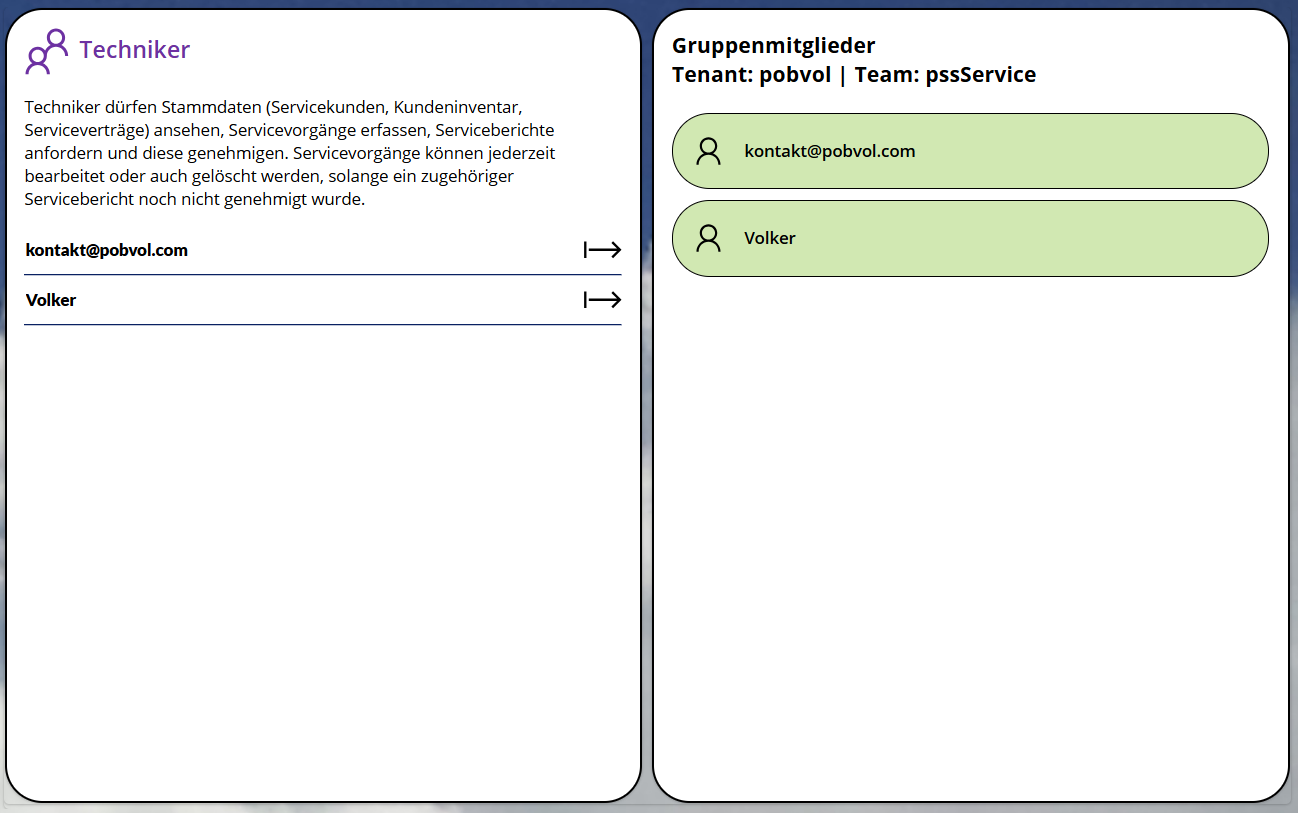 Techniker
Techniker dürfen Stammdaten (Servicekunden, Kundeninventar,
Serviceverträge) ansehen, Servicevorgänge erfassen, Serviceberichte
anfordern und diese genehmigen. Servicevorgänge können jederzeit
bearbeitet oder auch gelöscht werden, solange ein zugehöriger
Servicebericht noch nicht genehmigt wurde.
kontakt@pobvol.com
Volker
Gruppenmitglieder
Tenant: pobvol | Team: pssService
kontakt@pobvol.com
Volker